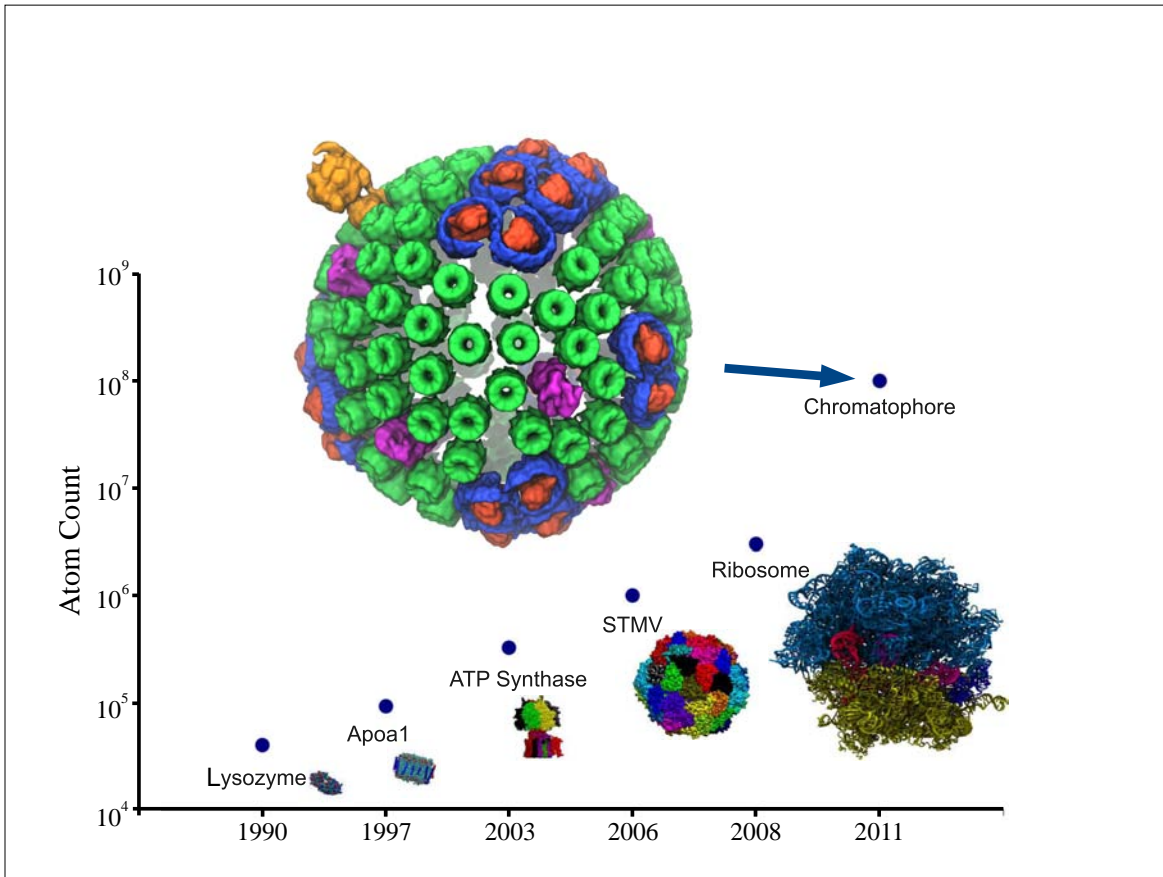 10⁹
10⁸
Chromatophore
10⁷
Atom Count
Ribosome
10⁶
STMV
ATP Synthase
10⁵
Apoa1
Lysozyme
10⁴
1990 1997 2003 2006 2008 2011